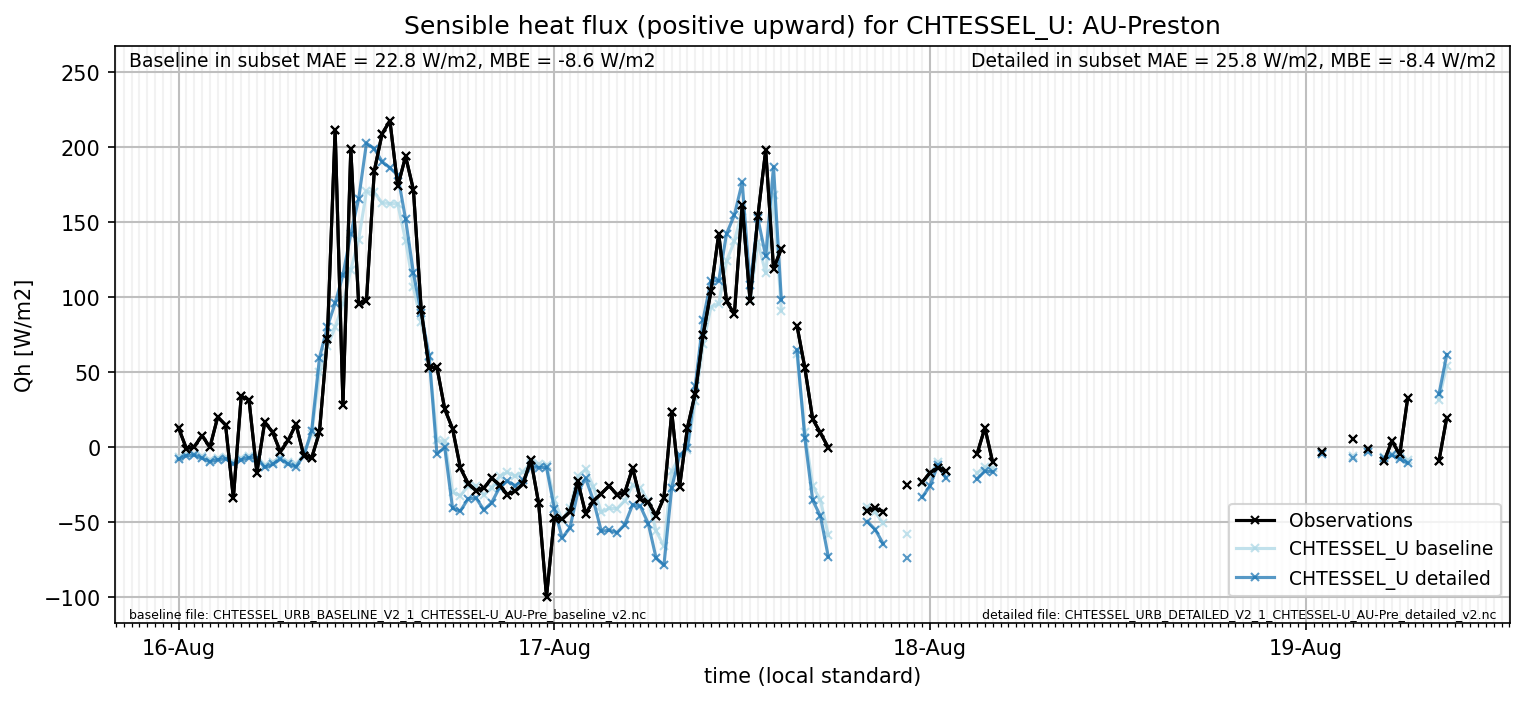 Sensible heat flux (positive upward) for CHTESSEL_U: AU-Preston
Baseline in subset MAE = 22.8 W/m2, MBE = -8.6 W/m2
Detailed in subset MAE = 25.8 W/m2, MBE = -8.4 W/m2
250
200
150
100
50
0
−50
−100
Qh [W/m2]
Observations
CHTESSEL_U baseline
CHTESSEL_U detailed
baseline file: CHTESSEL_URB_BASELINE_V2_1_CHTESSEL-U_AU-Pre_baseline_v2.nc
detailed file: CHTESSEL_URB_DETAILED_V2_1_CHTESSEL-U_AU-Pre_detailed_v2.nc
16-Aug
17-Aug
18-Aug
19-Aug
time (local standard)